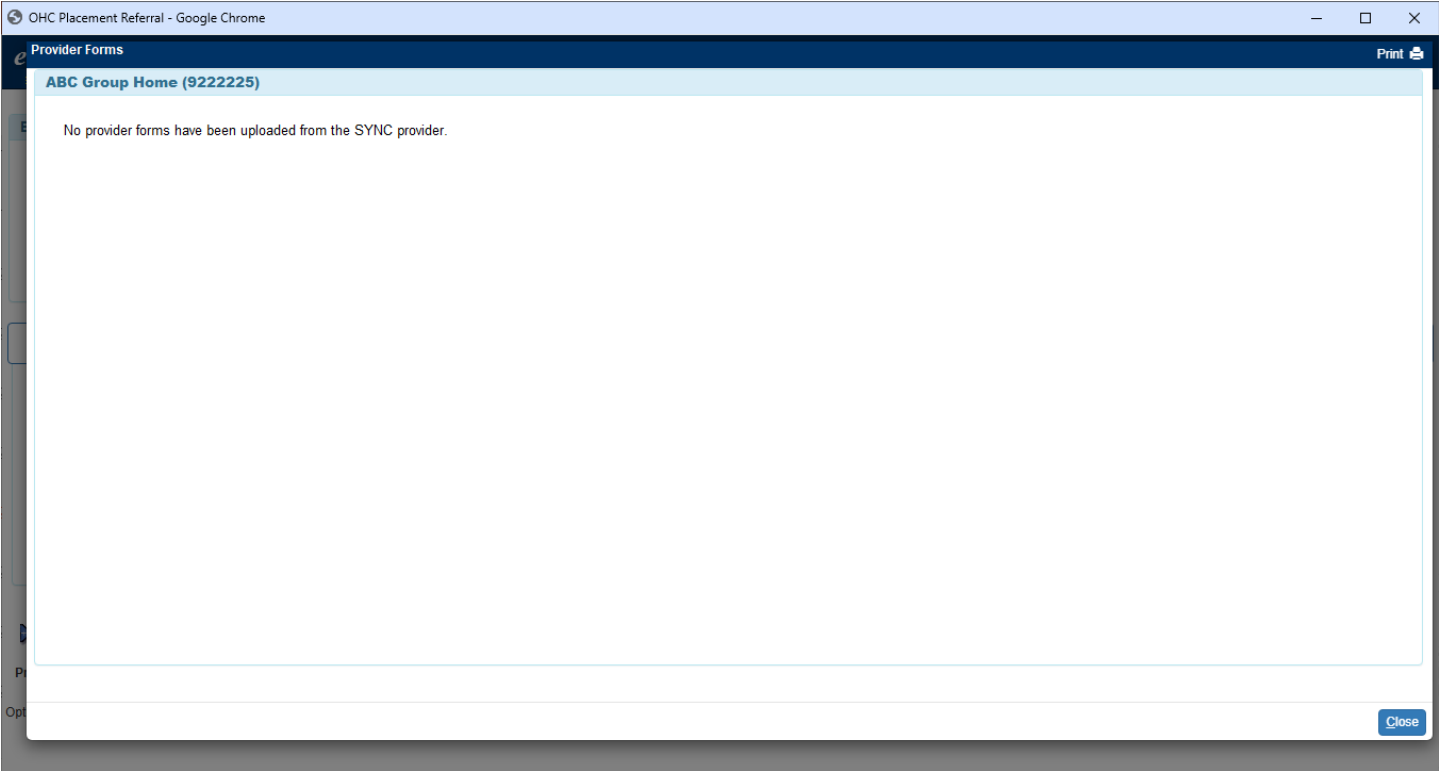 OHC Placement Referral - Google Chrome
Provider Forms
Print
ABC Group Home (9222225)
No provider forms have been uploaded from the SYNC provider.
Close